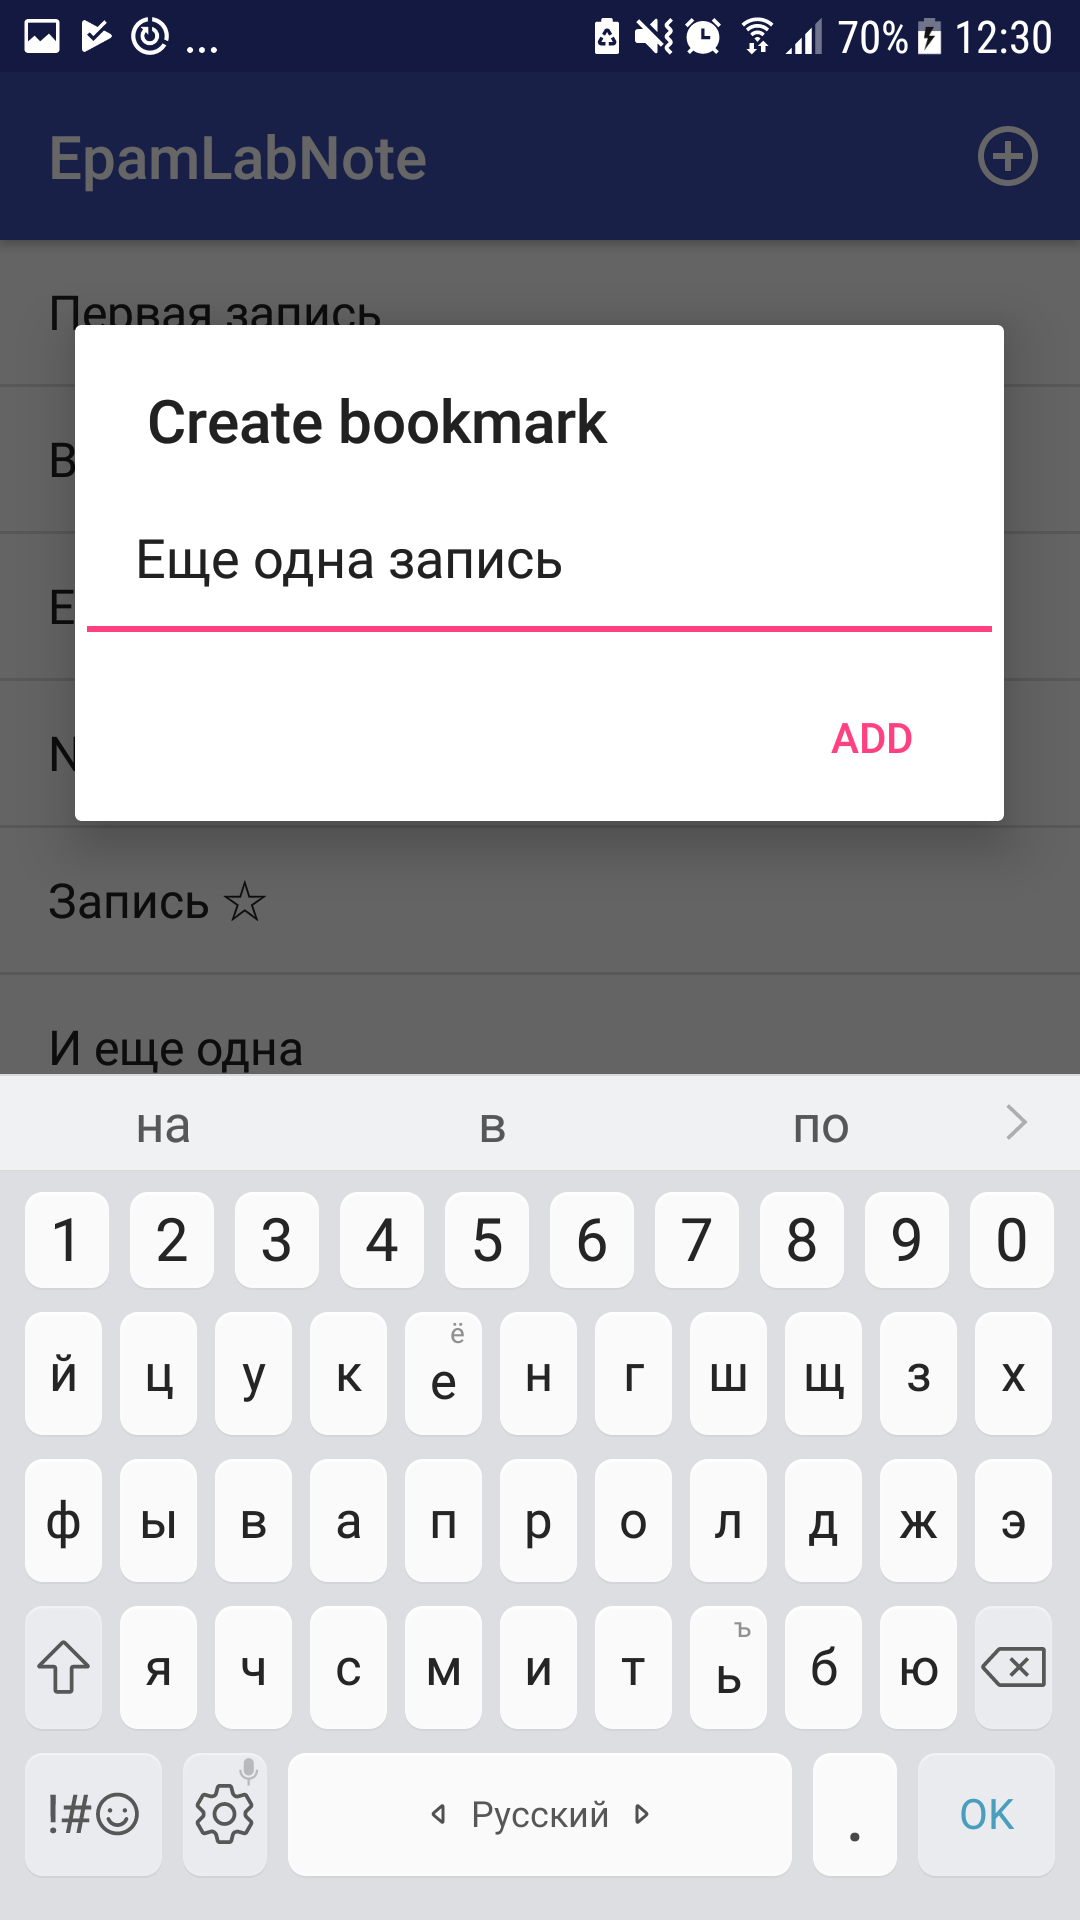 ... 70% 12:30
EpamLabNote
Первая запись
Create bookmark
Еще одна запись
ADD
Запись ☆
И еще одна
на в по
1 2 3 4 5 6 7 8 9 0
й ц у к е ё н г ш щ з х
ф ы в а п р о л д ж э
я ч с м и т ь ъ б ю
!#☺ Русский . OK